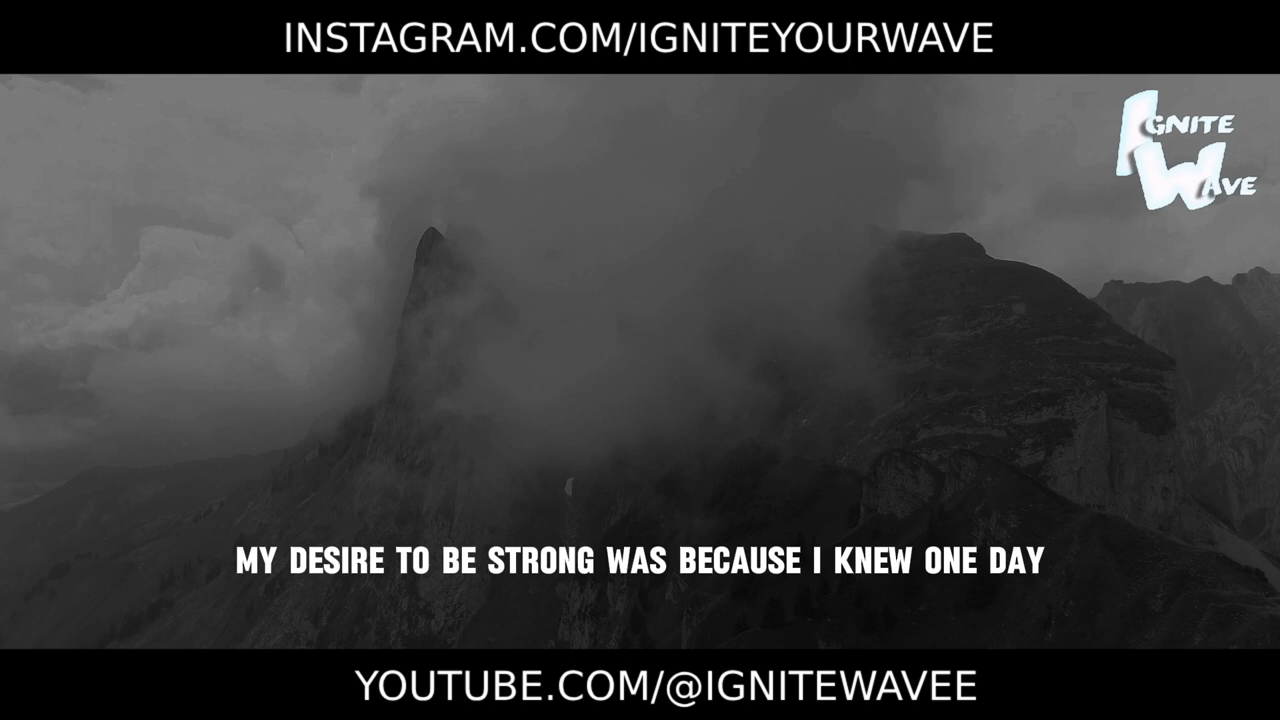 INSTAGRAM.COM/IGNITEYOURWAVE
IGNITE
WAVE
MY DESIRE TO BE STRONG WAS BECAUSE I KNEW ONE DAY
YOUTUBE.COM/@IGNITEWAVEE